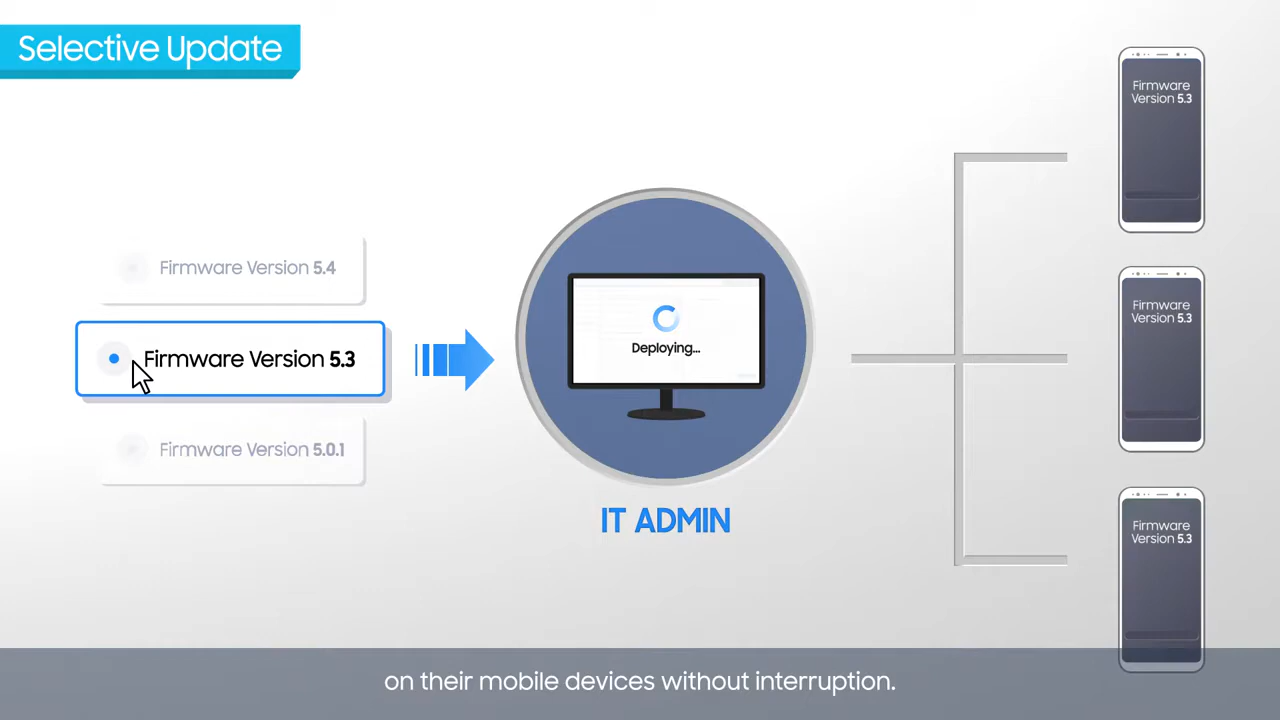 Selective Update
Firmware Version 5.4
Firmware Version 5.3
Firmware Version 5.0.1
Deploying...
IT ADMIN
Firmware
Version 5.3
Firmware
Version 5.3
Firmware
Version 5.3
on their mobile devices without interruption.